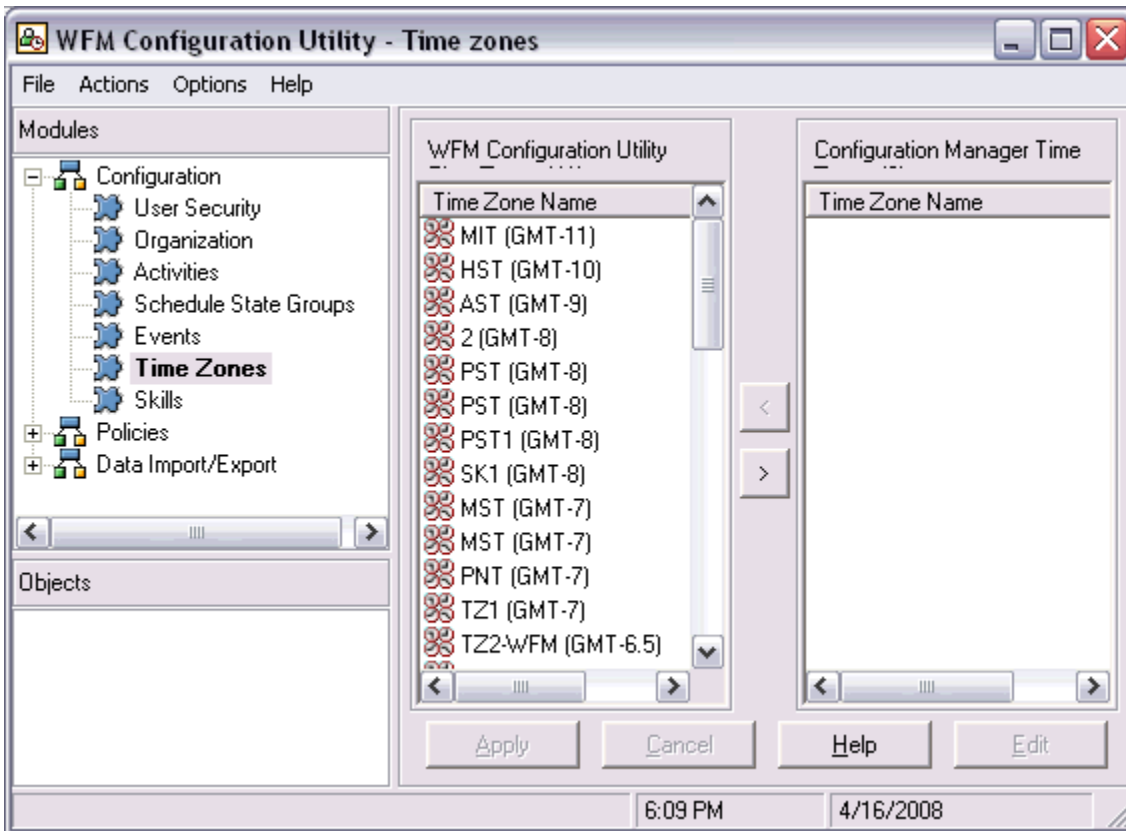 WFM Configuration Utility - Time zones
File Actions Options Help
Modules
Configuration
User Security
Organization
Activities
Schedule State Groups
Events
Time Zones
Skills
Policies
Data Import/Export
Objects
WFM Configuration Utility
Time Zone Name
MIT (GMT-11)
HST (GMT-10)
AST (GMT-9)
2 (GMT-8)
PST (GMT-8)
PST (GMT-8)
PST1 (GMT-8)
SK1 (GMT-8)
MST (GMT-7)
MST (GMT-7)
PNT (GMT-7)
TZ1 (GMT-7)
TZ2-WFM (GMT-6.5)
<
>
Configuration Manager Time
Time Zone Name
Apply Cancel Help Edit
6:09 PM 4/16/2008